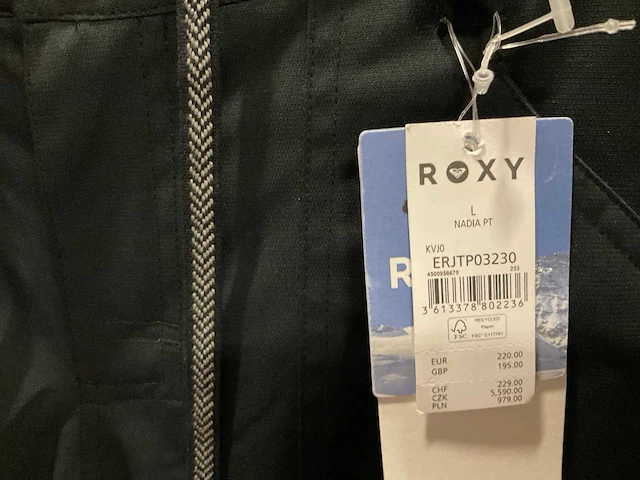 ROXY
L
NADIA PT
KVJ0
ERJTP03230
4500956670 233
3 613378 802236
FSC
RECYCLED
Paper
R
EUR 220.00
GBP 195.00
CHF 229.00
CZK 5,590.00
PLN 979.00